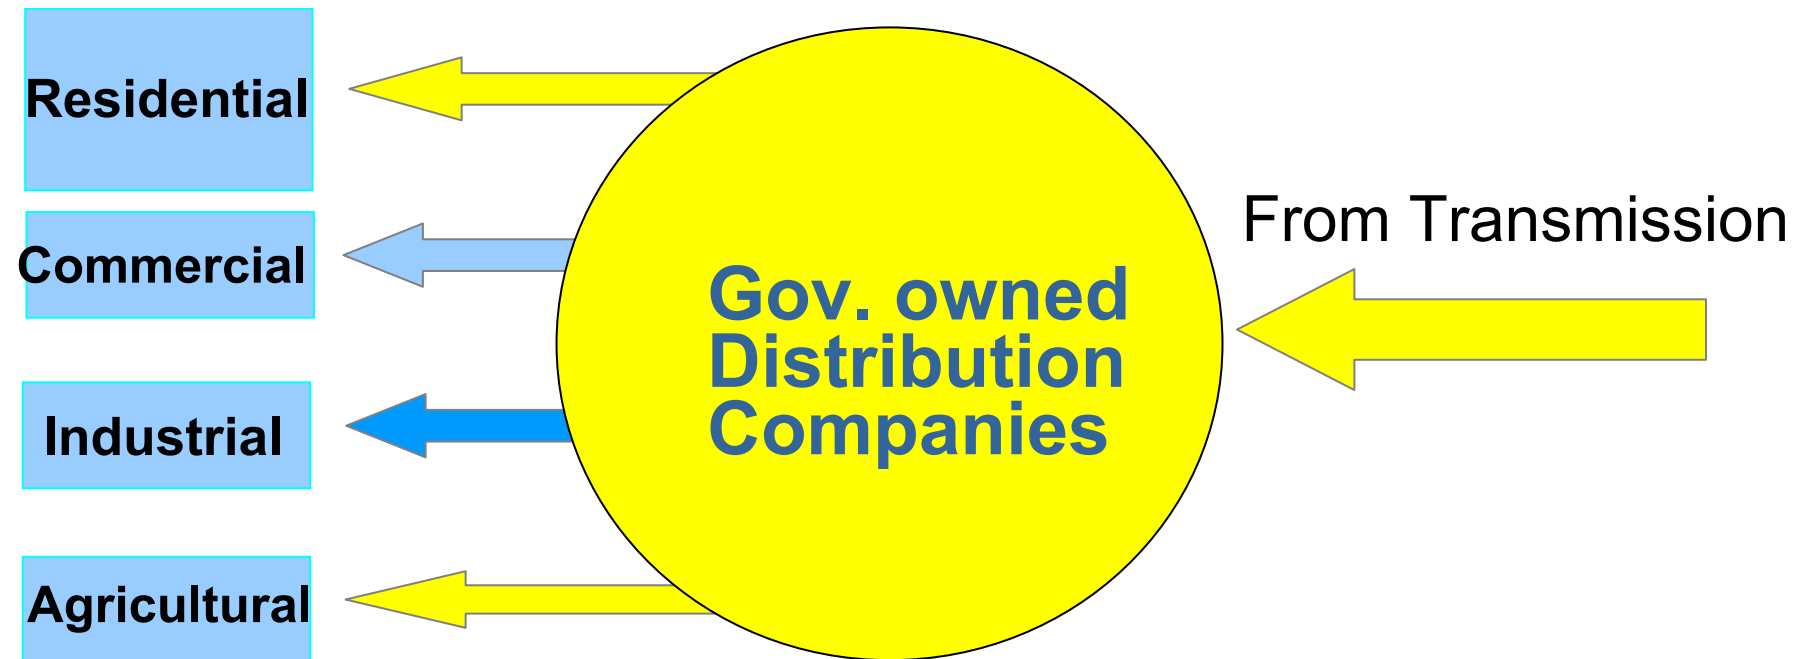 Residential
Commercial
Industrial
Agricultural
Gov. owned
Distribution
Companies
From Transmission